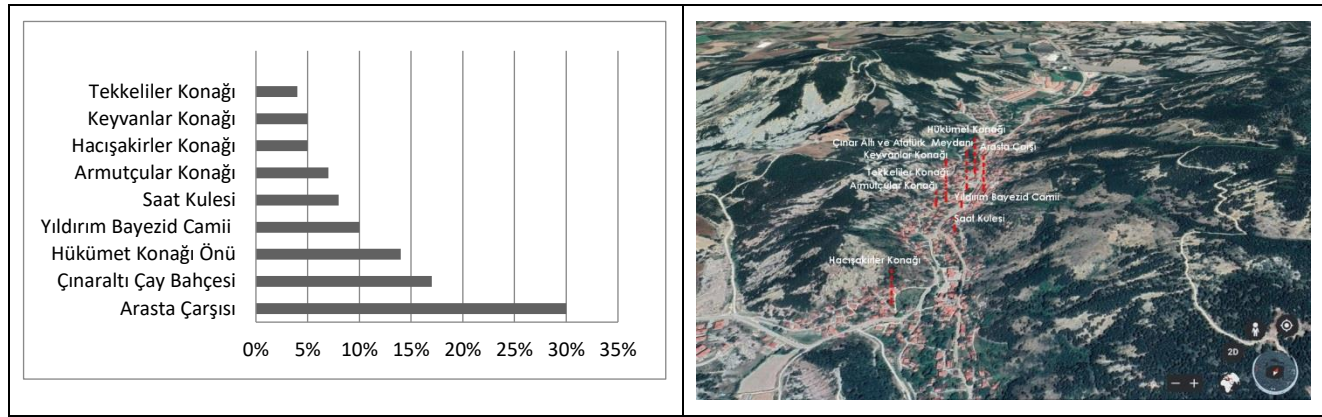 Tekkeliler Konağı
Keyvanlar Konağı
Hacışakirler Konağı
Armutçular Konağı
Saat Kulesi
Yıldırım Bayezid Camii
Hükümet Konağı Önü
Çınaraltı Çay Bahçesi
Arasta Çarşısı
0% 5% 10% 15% 20% 25% 30% 35%
Hükümet Konağı
Çınar Altı ve Atatürk Meydanı
Arasta Çarşı
Keyvanlar Konağı
Tekkeliler Konağı
Armutçular Konağı
Yıldırım Bayezid Camii
Saat Kulesi
Hacışakirler Konağı
2D